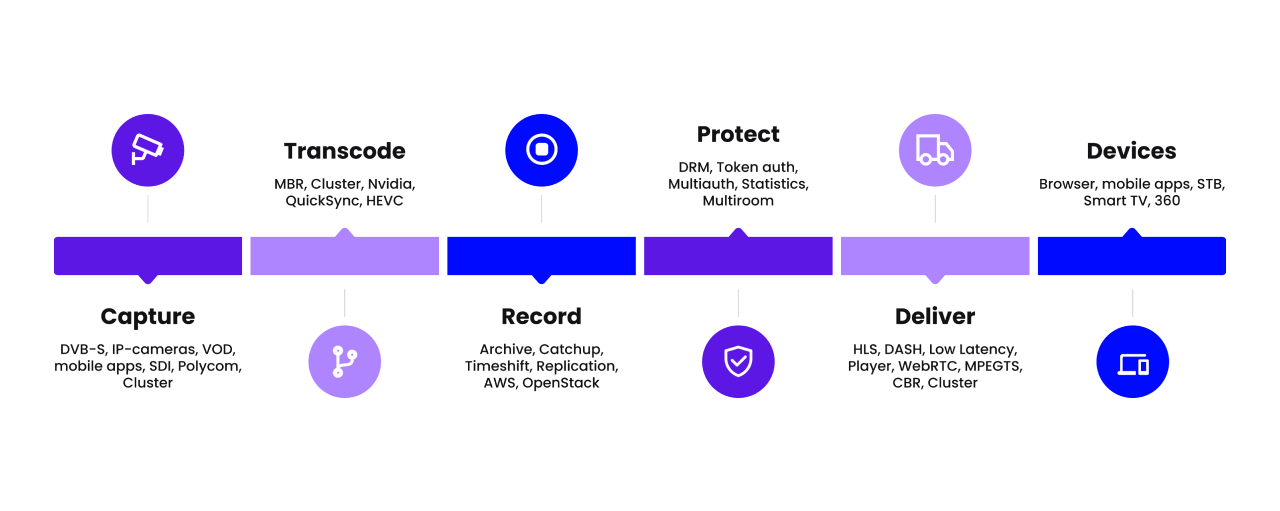 Capture
DVB-S, IP-cameras, VOD,
mobile apps, SDI, Polycom,
Cluster
Transcode
MBR, Cluster, Nvidia,
QuickSync, HEVC
Record
Archive, Catchup,
Timeshift, Replication,
AWS, OpenStack
Protect
DRM, Token auth,
Multiauth, Statistics,
Multiroom
Deliver
HLS, DASH, Low Latency,
Player, WebRTC, MPEGTS,
CBR, Cluster
Devices
Browser, mobile apps, STB,
Smart TV, 360